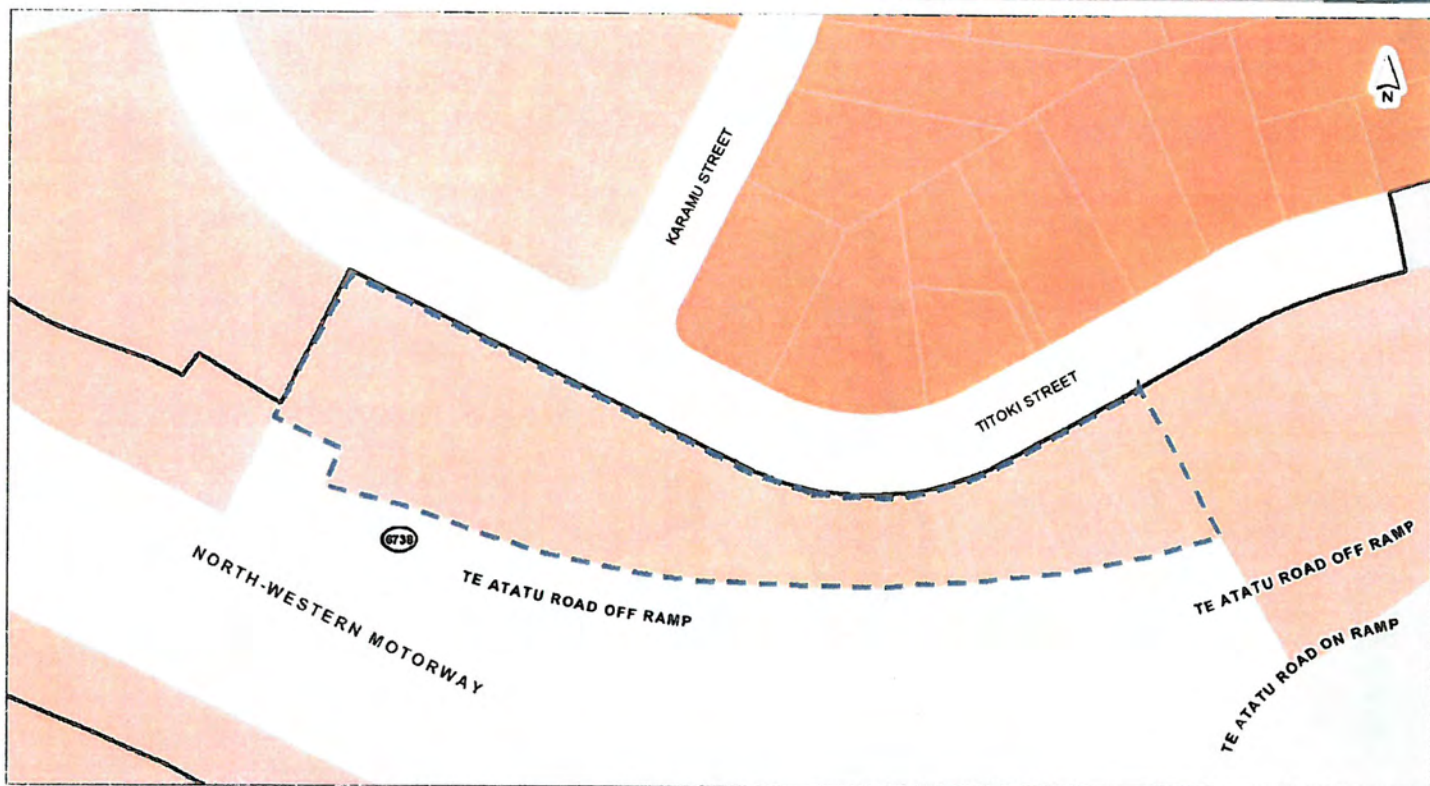 N
KARAMU STREET
TITOKI STREET
6738
NORTH-WESTERN MOTORWAY
TE ATATU ROAD OFF RAMP
TE ATATU ROAD OFF RAMP
TE ATATU ROAD ON RAMP